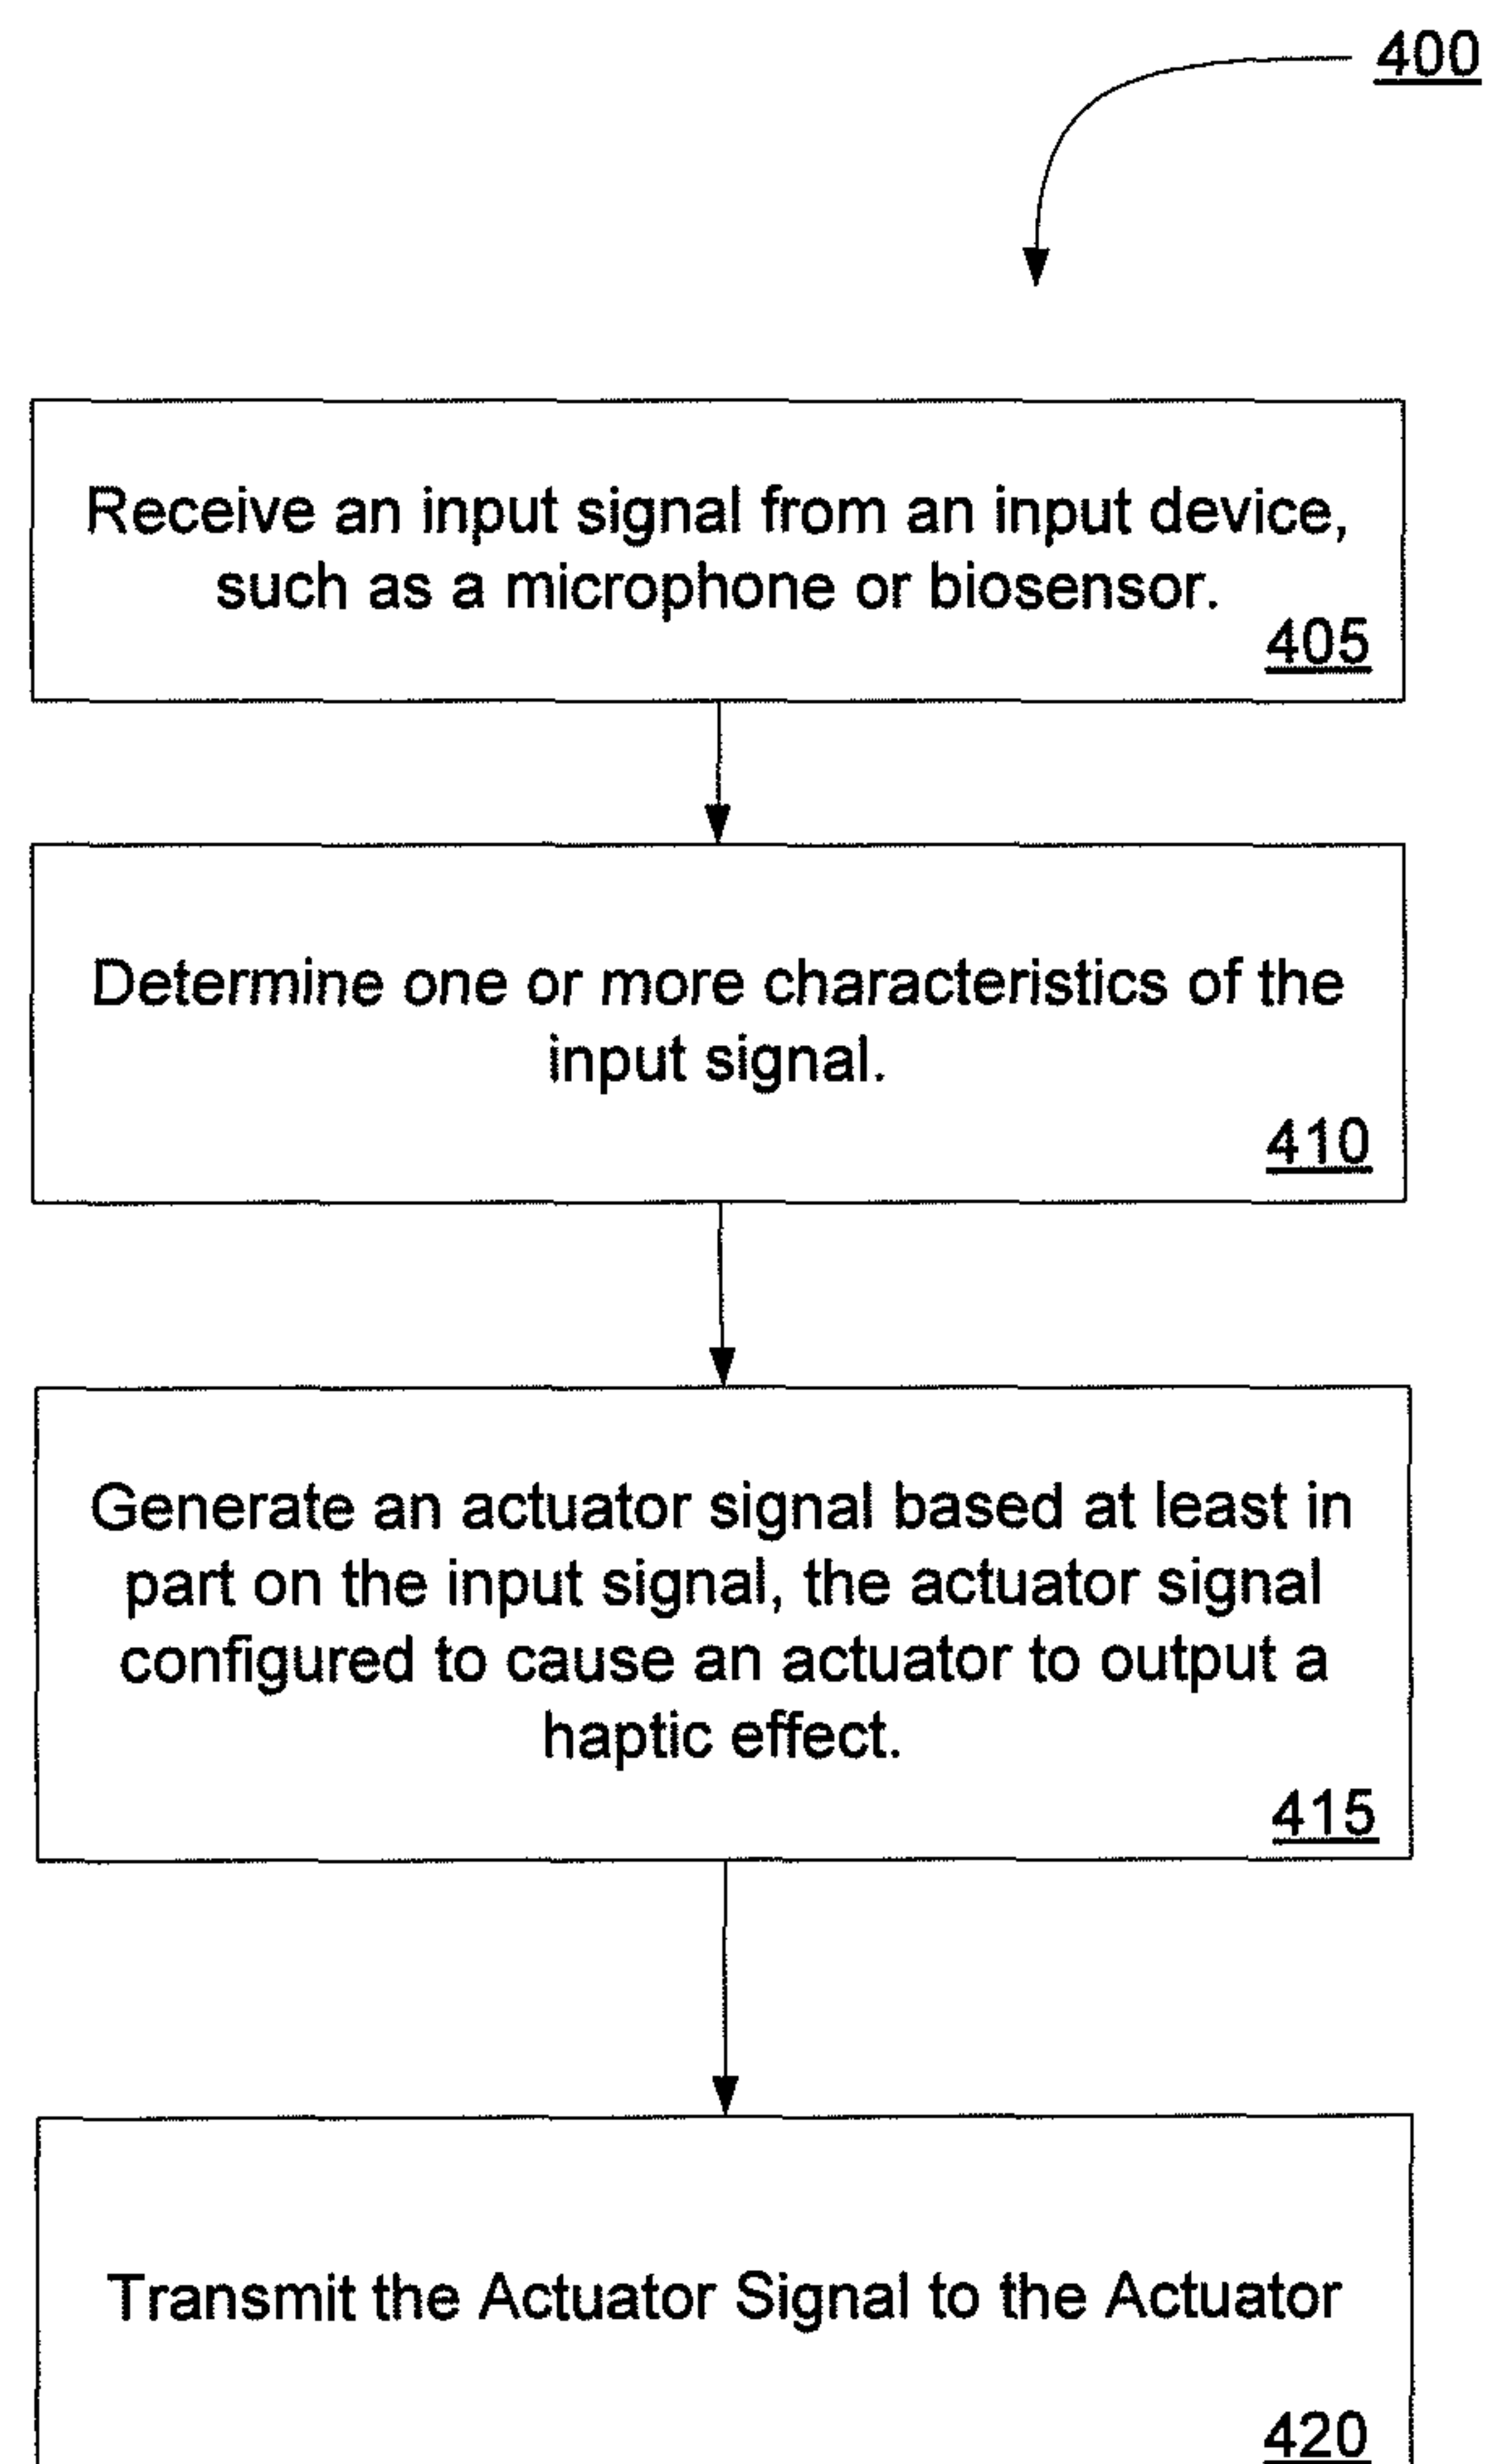 400
Receive an input signal from an input device,
such as a microphone or biosensor.
405
Determine one or more characteristics of the
input signal.
410
Generate an actuator signal based at least in
part on the input signal, the actuator signal
configured to cause an actuator to output a
haptic effect.
415
Transmit the Actuator Signal to the Actuator
420